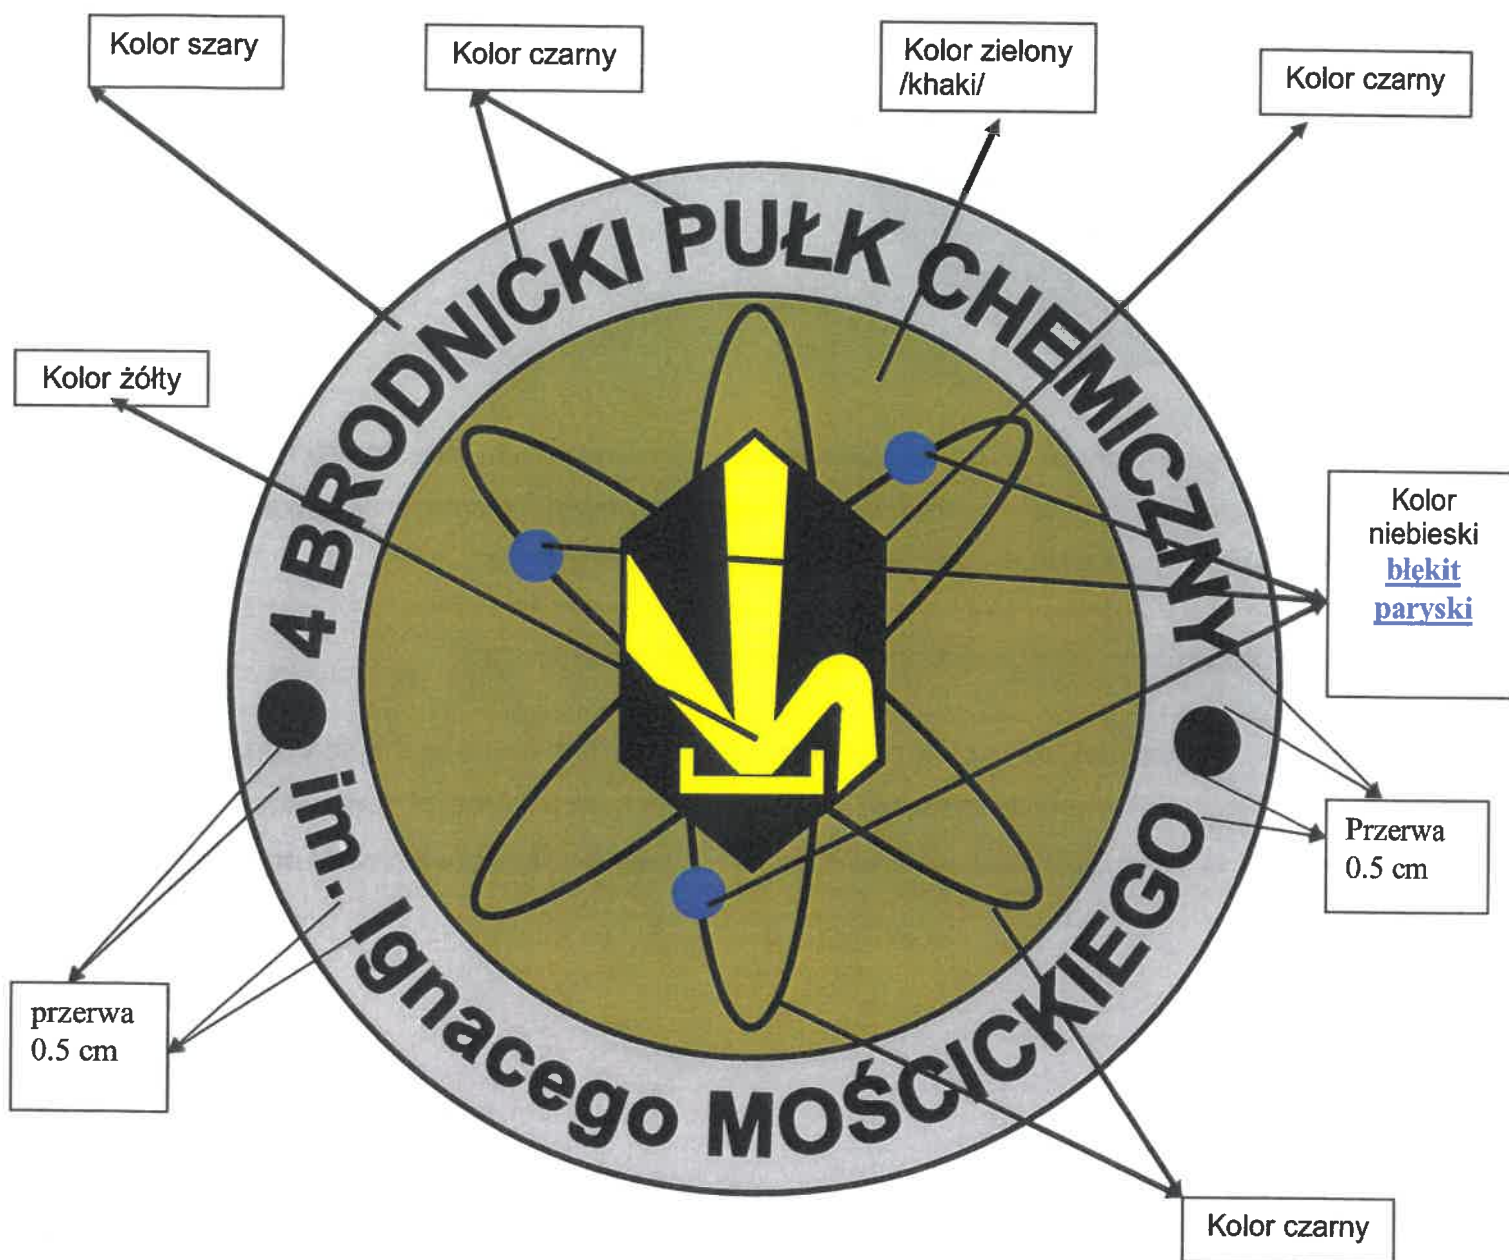 Kolor szary
Kolor czarny
Kolor zielony
/khaki/
Kolor czarny
4 BRODNICKI PUŁK CHEMICZNY
Kolor żółty
Kolor
niebieski
błękit
paryski
Przerwa
0.5 cm
im. Ignacego MOŚCICKIEGO
przerwa
0.5 cm
Kolor czarny